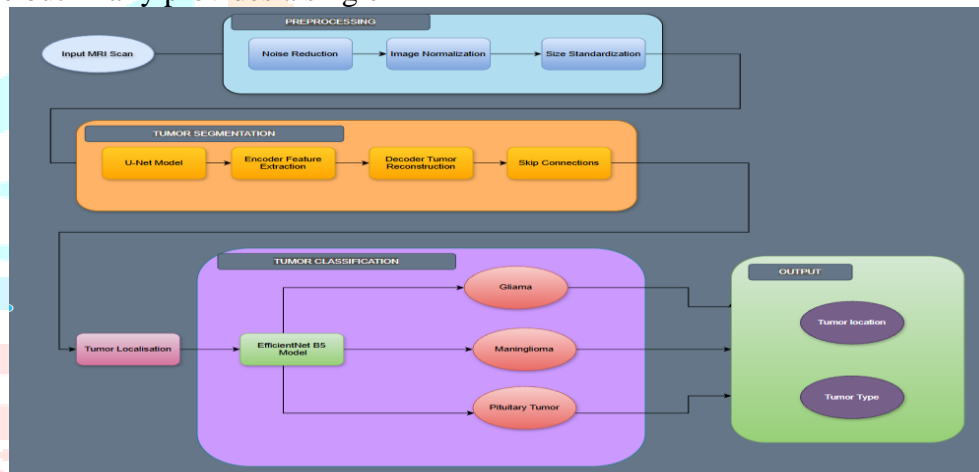 PREPROCESSING
Input MRI Scan
Noise Reduction
Image Normalization
Size Standardization
TUMOR SEGMENTATION
U-Net Model
Encoder Feature
Extraction
Decoder Tumor
Reconstruction
Skip Connections
TUMOR CLASSIFICATION
Gliama
OUTPUT
Tumor location
Tumor Localisation
EfficientNet B5
Model
Maninglioma
Tumor Type
Pituitary Tumor